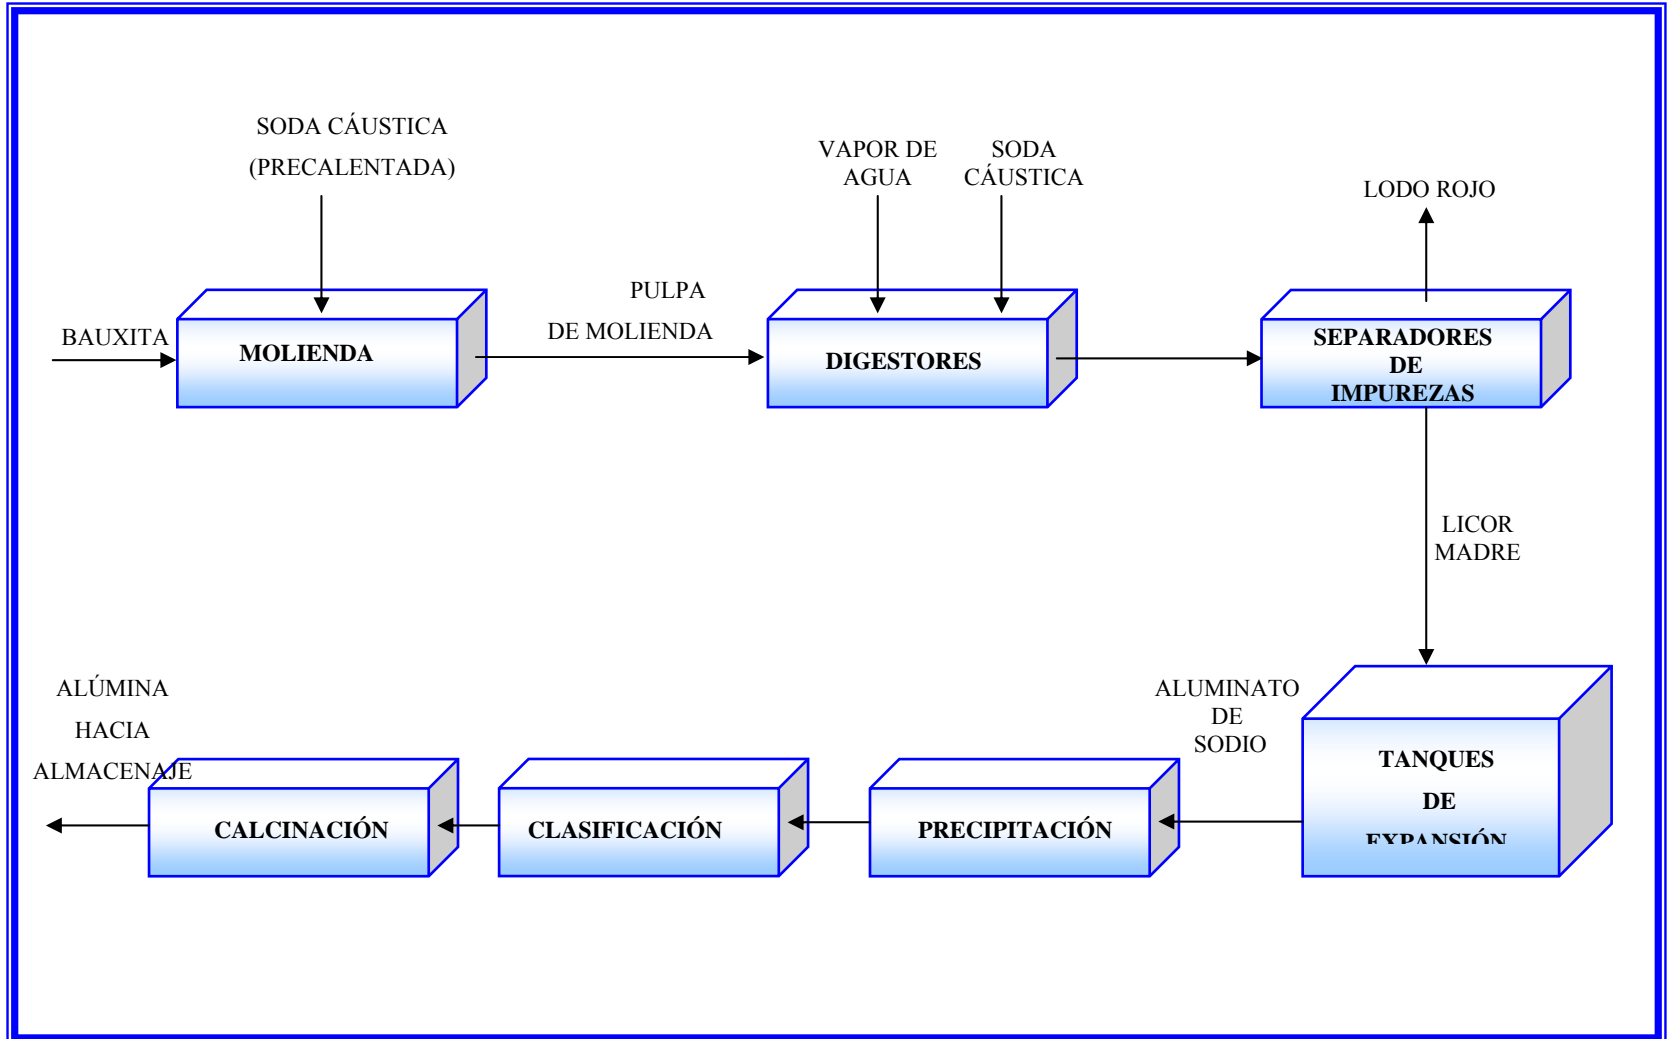 SODA CÁUSTICA
(PRECALENTADA)
VAPOR DE
AGUA
SODA
CÁUSTICA
LODO ROJO
BAUXITA
MOLIENDA
PULPA
DE MOLIENDA
DIGESTORES
SEPARADORES
DE
IMPUREZAS
LICOR
MADRE
ALUMINATO
DE
SODIO
TANQUES
DE
EXPANSIÓN
PRECIPITACIÓN
CLASIFICACIÓN
CALCINACIÓN
ALÚMINA
HACIA
ALMACENAJE